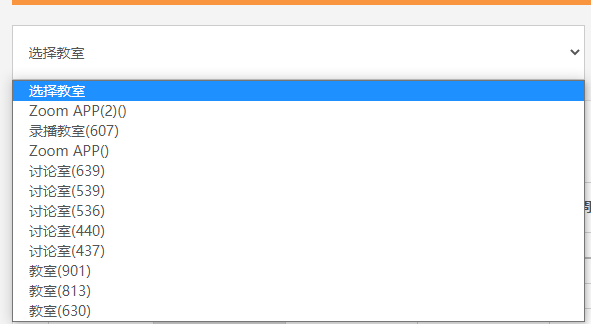 选择教室
选择教室
Zoom APP(2)()
录播教室(607)
Zoom APP()
讨论室(639)
讨论室(539)
讨论室(536)
讨论室(440)
讨论室(437)
教室(901)
教室(813)
教室(630)